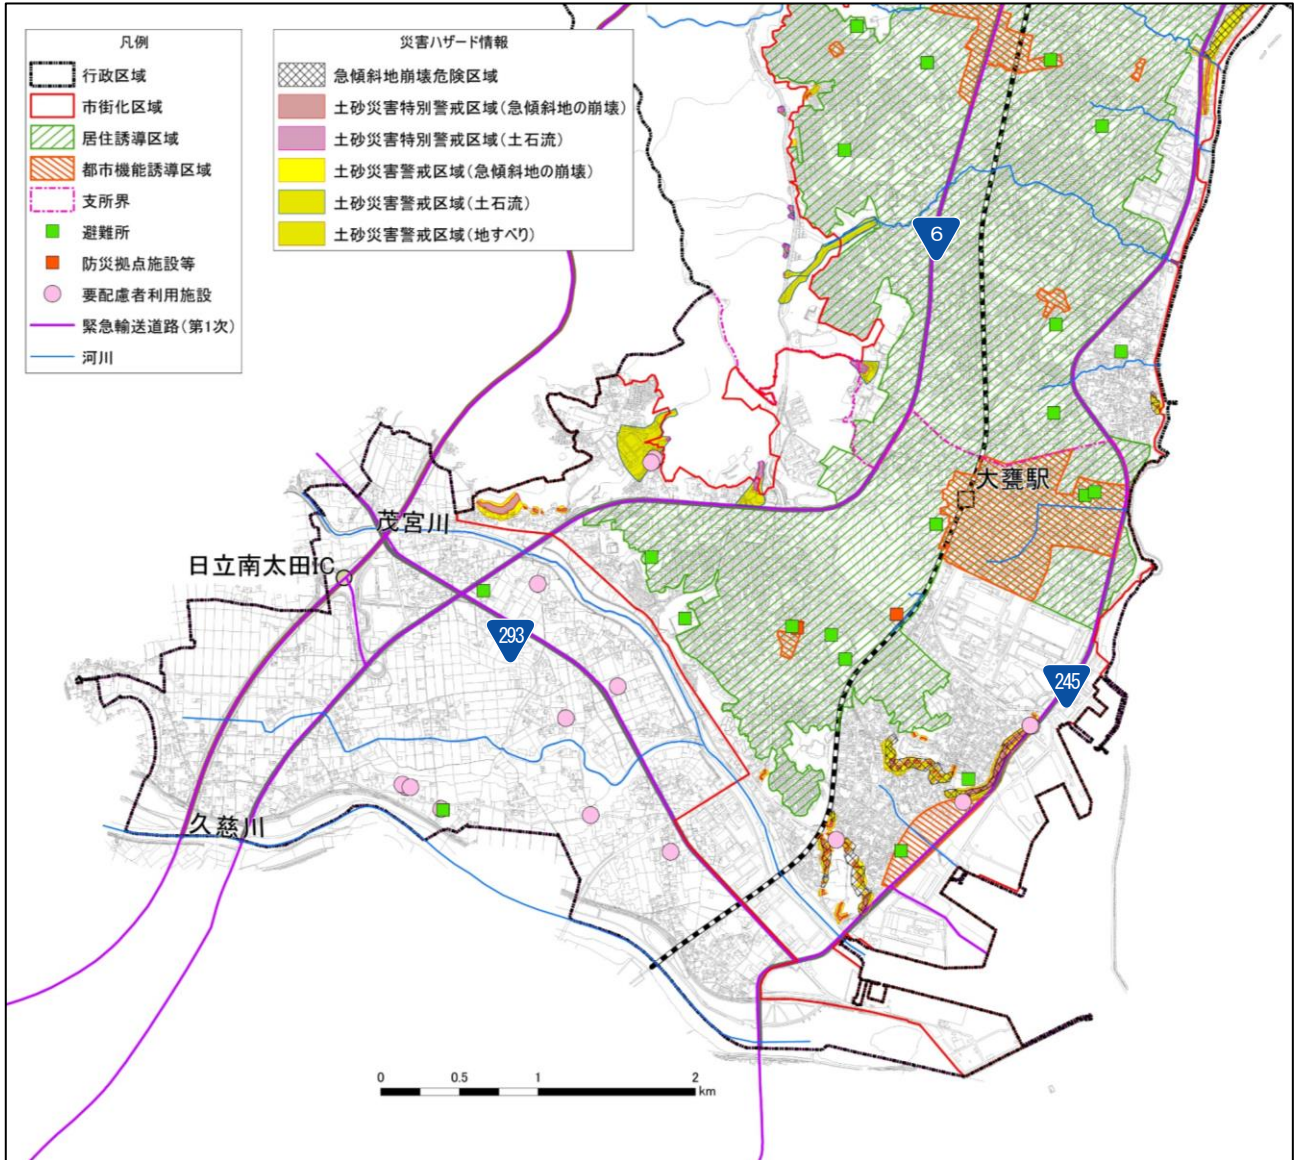 凡例
行政区域
市街化区域
居住誘導区域
都市機能誘導区域
支所界
避難所
防災拠点施設等
要配慮者利用施設
緊急輸送道路(第1次)
河川
災害ハザード情報
急傾斜地崩壊危険区域
土砂災害特別警戒区域(急傾斜地の崩壊)
土砂災害特別警戒区域(土石流)
土砂災害警戒区域(急傾斜地の崩壊)
土砂災害警戒区域(土石流)
土砂災害警戒区域(地すべり)
6
大甕駅
茂宮川
日立南太田IC
293
245
久慈川
0 0.5 1 2
km